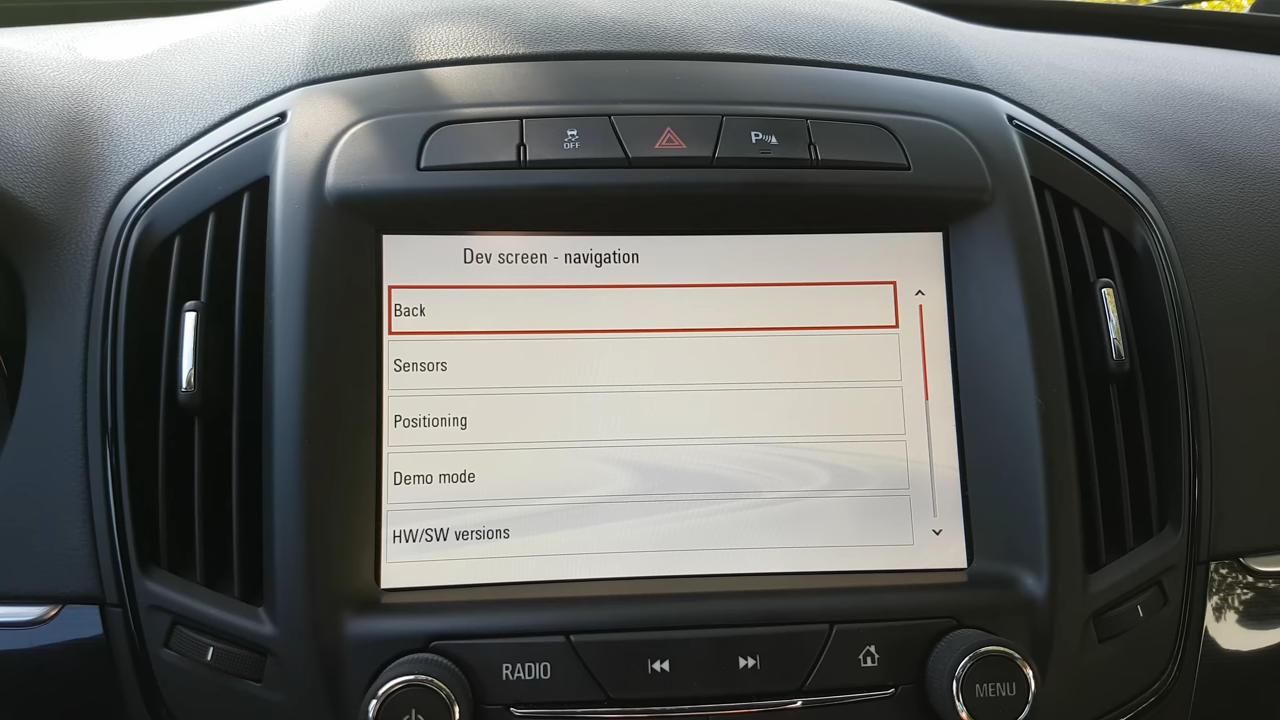 OFF
P
Dev screen - navigation
Back
Sensors
Positioning
Demo mode
HW/SW versions
RADIO
MENU